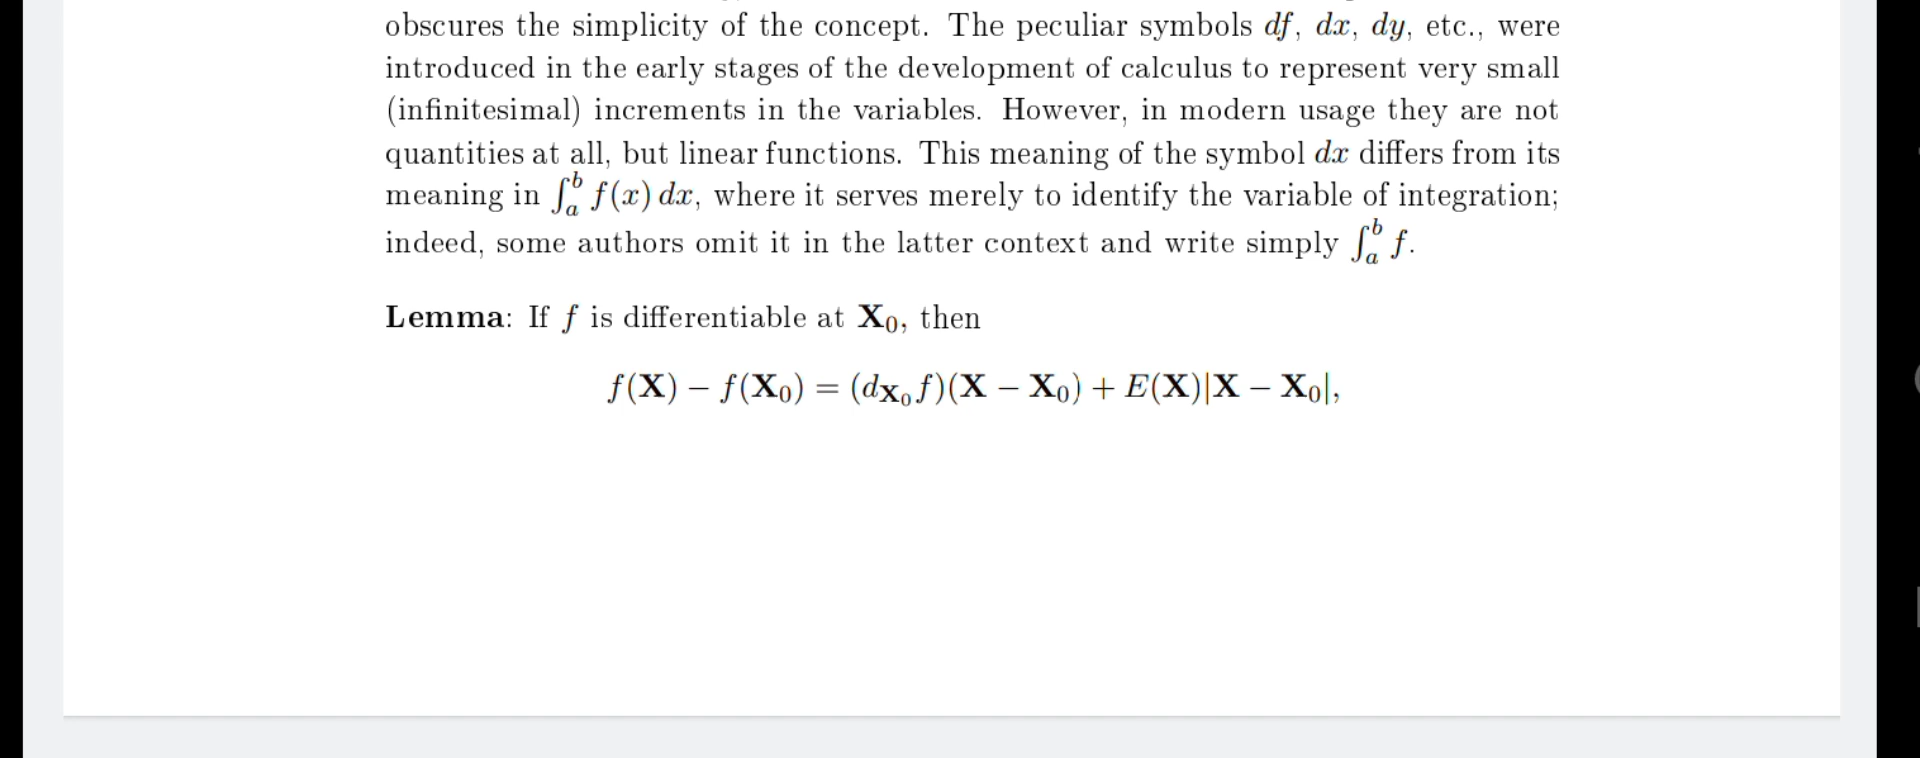 obscures the simplicity of the concept. The peculiar symbols df, dx, dy, etc., were
introduced in the early stages of the development of calculus to represent very small
(infinitesimal) increments in the variables. However, in modern usage they are not
quantities at all, but linear functions. This meaning of the symbol dx differs from its
meaning in ∫ₐᵇ f(x) dx, where it serves merely to identify the variable of integration;
indeed, some authors omit it in the latter context and write simply ∫ₐᵇ f.
Lemma: If f is differentiable at X₀, then
f(X) − f(X₀) = (d_X₀ f)(X − X₀) + E(X)|X − X₀|,